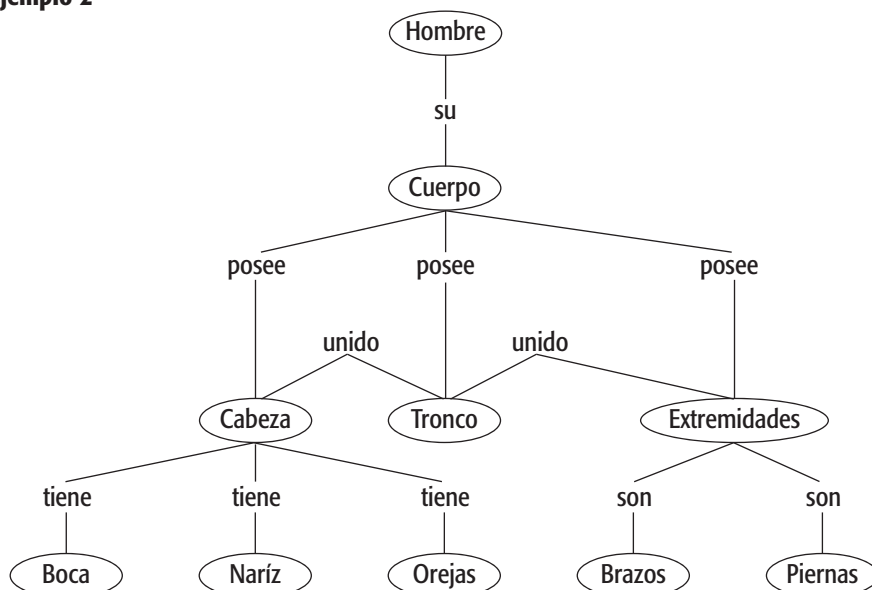 Ejemplo 2
Hombre
su
Cuerpo
posee posee posee
unido unido
Cabeza Tronco Extremidades
tiene tiene tiene son son
Boca Naríz Orejas Brazos Piernas